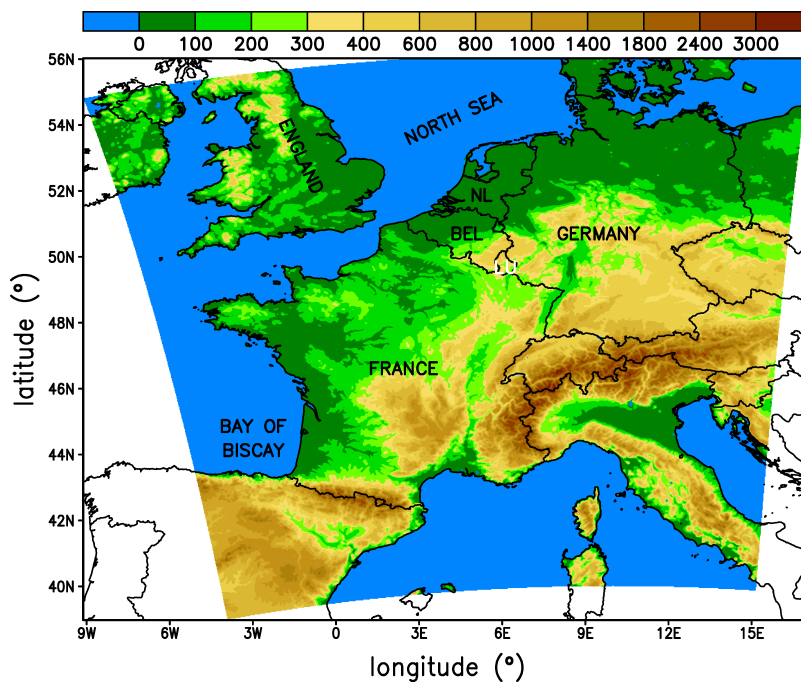 0 100 200 300 400 600 800 1000 1400 1800 2400 3000
56N
54N
52N
50N
48N
46N
44N
42N
40N
latitude (°)
NORTH SEA
ENGLAND
NL
BEL
GERMANY
LU
FRANCE
BAY OF
BISCAY
9W 6W 3W 0 3E 6E 9E 12E 15E
longitude (°)